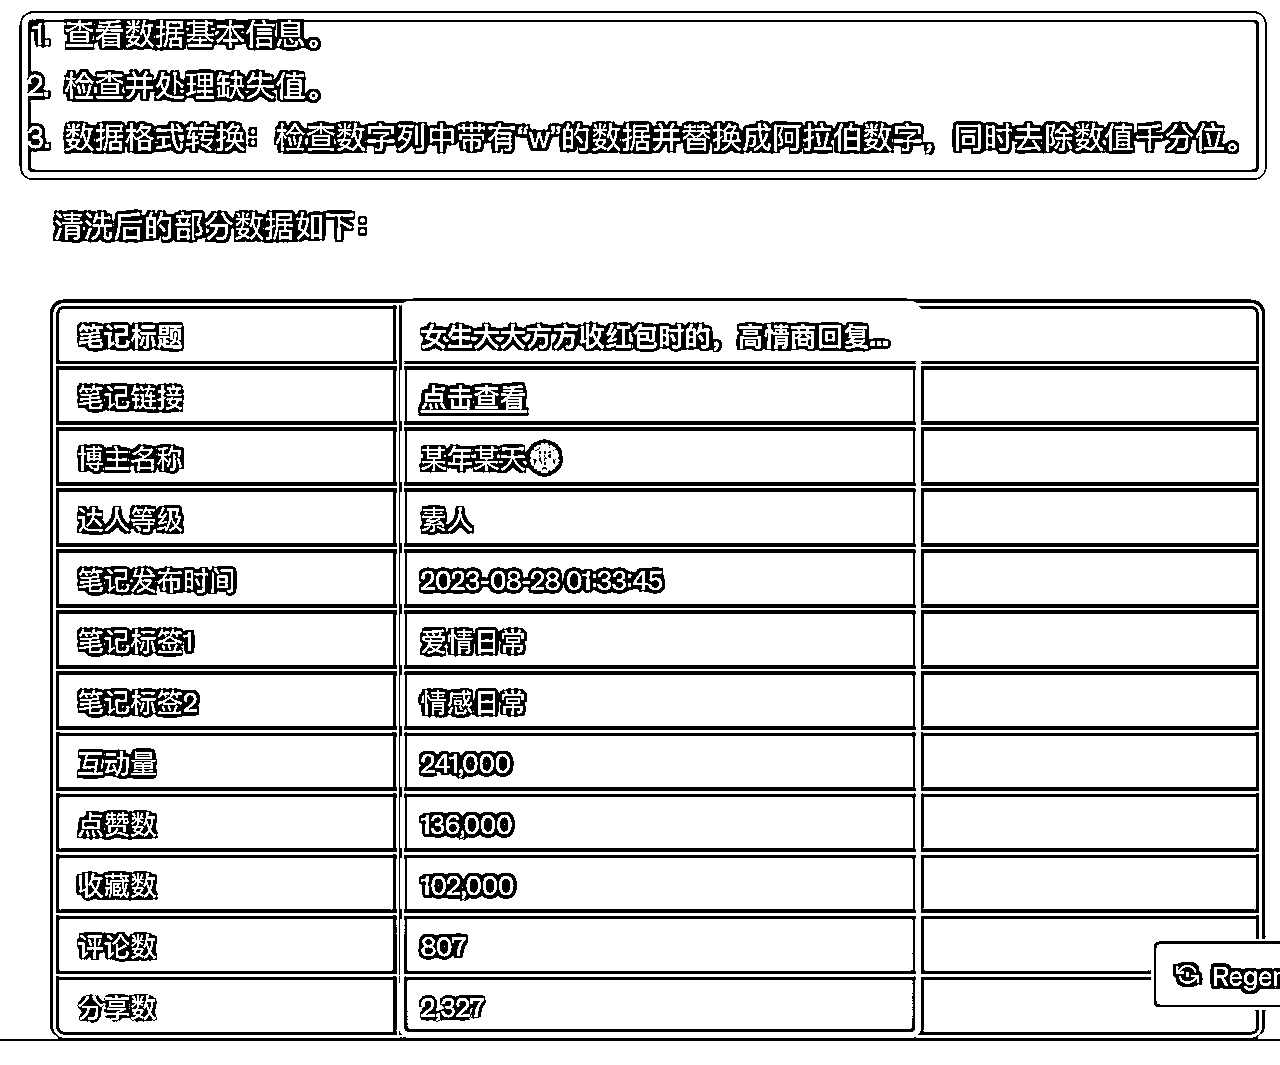 1. 查看数据基本信息。
2. 检查并处理缺失值。
3. 数据格式转换：检查数字列中带有“w”的数据并替换成阿拉伯数字，同时去除数值千分位。
清洗后的部分数据如下：
笔记标题 女生大大方方收红包时的，高情商回复...
笔记链接 点击查看
博主名称 某年某天
达人等级 素人
笔记发布时间 2023-08-28 01:33:45
笔记标签1 爱情日常
笔记标签2 情感日常
互动量 241,000
点赞数 136,000
收藏数 102,000
评论数 807
Regen
分享数 2,327